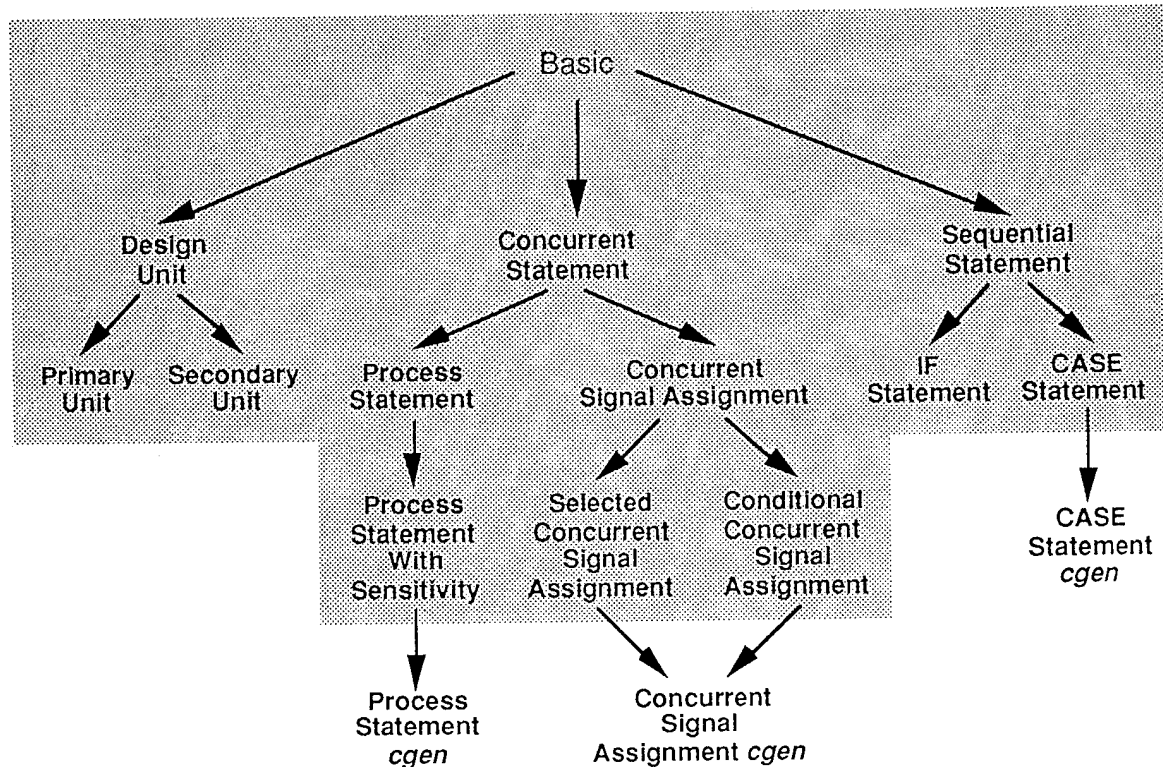 Basic
Design
Unit
Concurrent
Statement
Sequential
Statement
Primary
Unit
Secondary
Unit
Process
Statement
Concurrent
Signal Assignment
IF
Statement
CASE
Statement
Process
Statement
With
Sensitivity
Selected
Concurrent
Signal
Assignment
Conditional
Concurrent
Signal
Assignment
CASE
Statement
cgen
Process
Statement
cgen
Concurrent
Signal
Assignment cgen